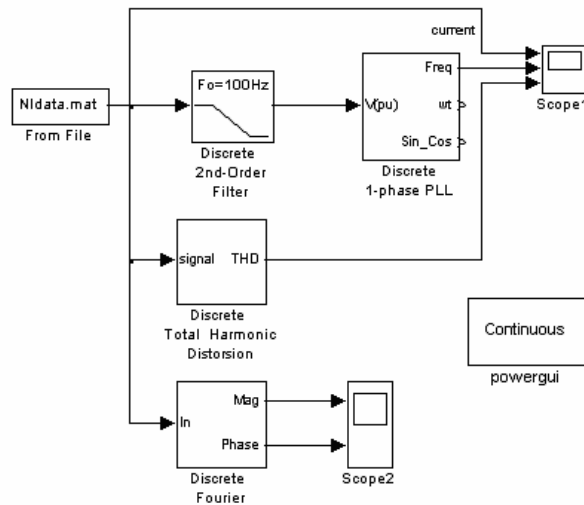 current
Fo=100Hz
Freq
NIdata.mat
V(pu)
wt
Scope1
From File
Sin_Cos
Discrete
2nd-Order
Filter
Discrete
1-phase PLL
signal
THD
Discrete
Total Harmonic
Distorsion
Continuous
powergui
Mag
In
Phase
Discrete
Fourier
Scope2